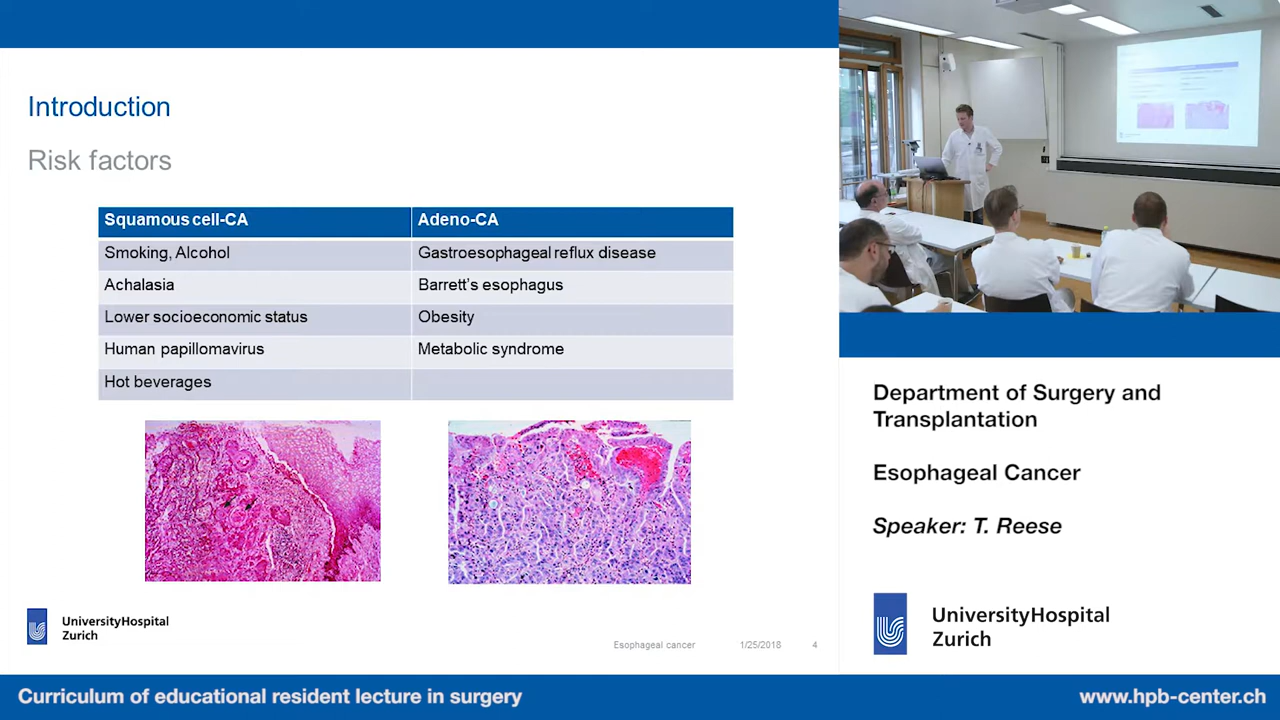 Introduction
Risk factors
Squamous cell-CA Adeno-CA
Smoking, Alcohol Gastroesophageal reflux disease
Achalasia Barrett's esophagus
Lower socioeconomic status Obesity
Human papillomavirus Metabolic syndrome
Hot beverages
UniversityHospital
Zurich
Esophageal cancer 1/25/2018 4
Department of Surgery and
Transplantation
Esophageal Cancer
Speaker: T. Reese
UniversityHospital
Zurich
Curriculum of educational resident lecture in surgery
www.hpb-center.ch